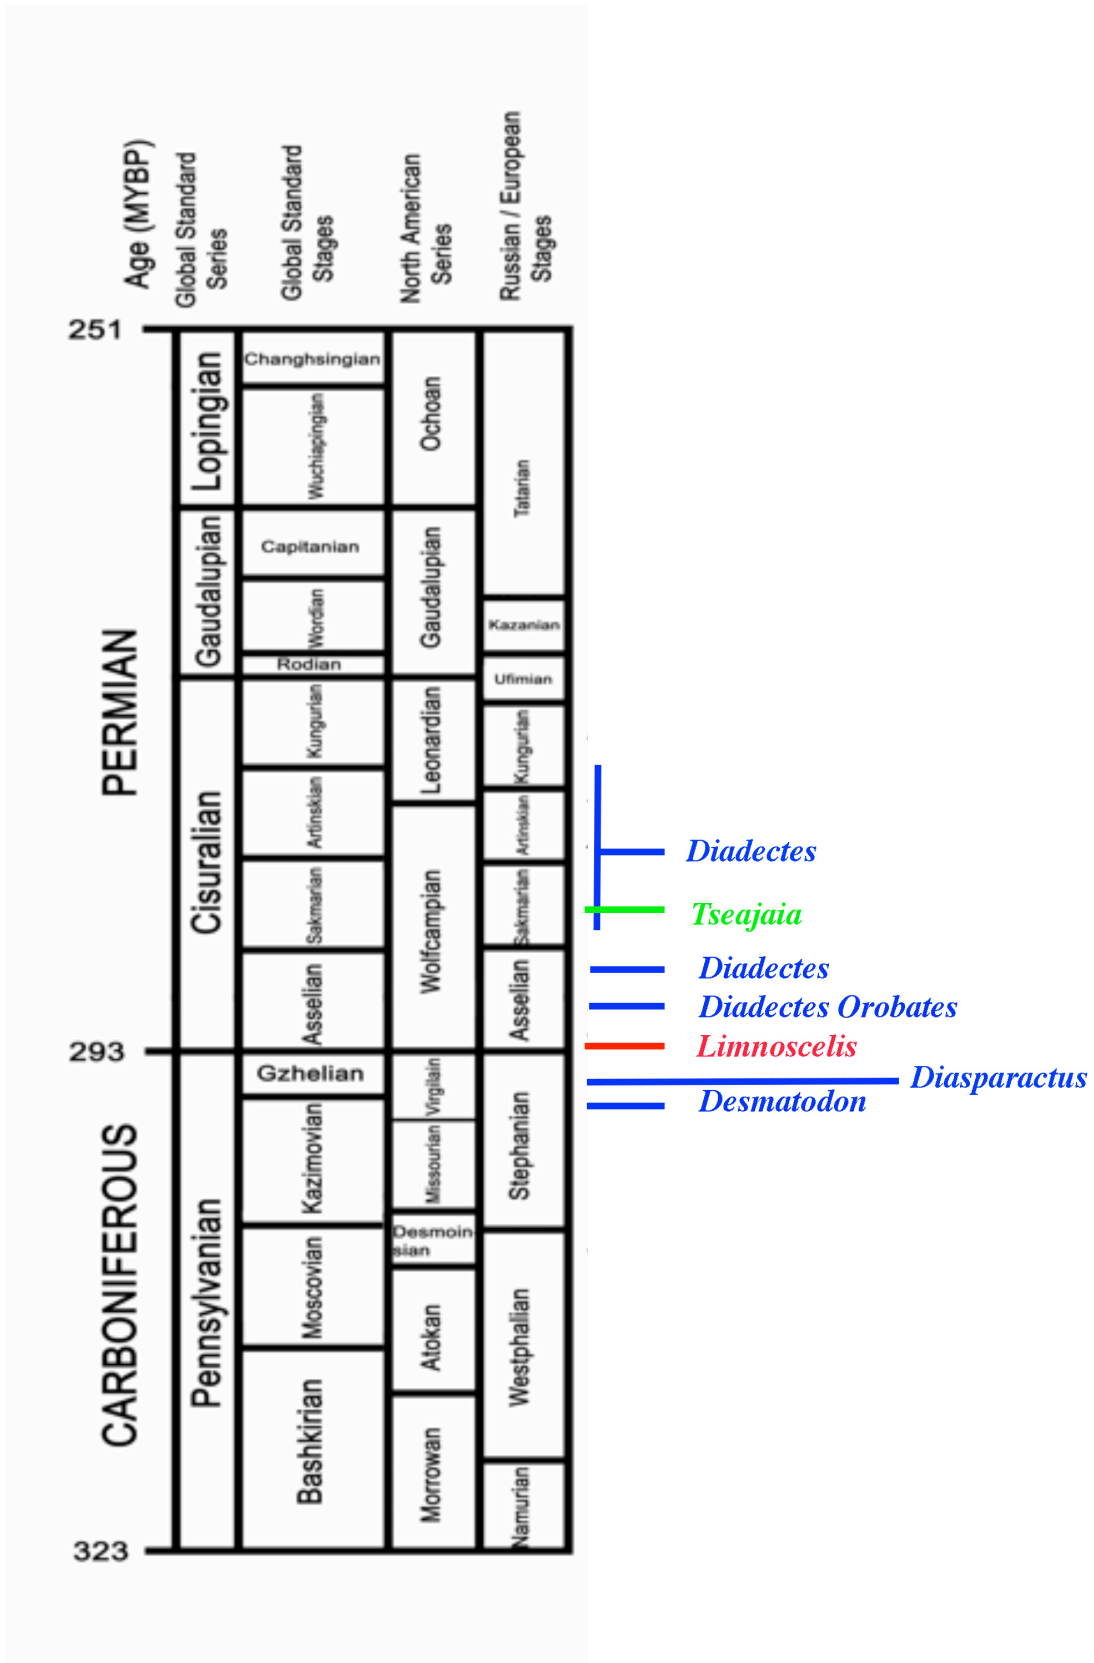 Age (MYBP)
Global Standard
Series
Global Standard
Stages
North American
Series
Russian / European
Stages
251
293
323
PERMIAN
CARBONIFEROUS
Lopingian
Gaudalupian
Cisuralian
Pennsylvanian
Changhsingian
Wuchiapingian
Capitanian
Wordian
Rodian
Kungurian
Artinskian
Sakmarian
Asselian
Gzhelian
Kazimovian
Moscovian
Bashkirian
Ochoan
Gaudalupian
Leonardian
Wolfcampian
Virgilain
Missourian
Desmoin-
sian
Atokan
Morrowan
Tatarian
Kazanian
Ufimian
Kungurian
Artinskian
Sakmarian
Asselian
Stephanian
Westphalian
Namurian
Diadectes
Tseajaia
Diadectes
Diadectes Orobates
Limnoscelis
Diasparactus
Desmatodon